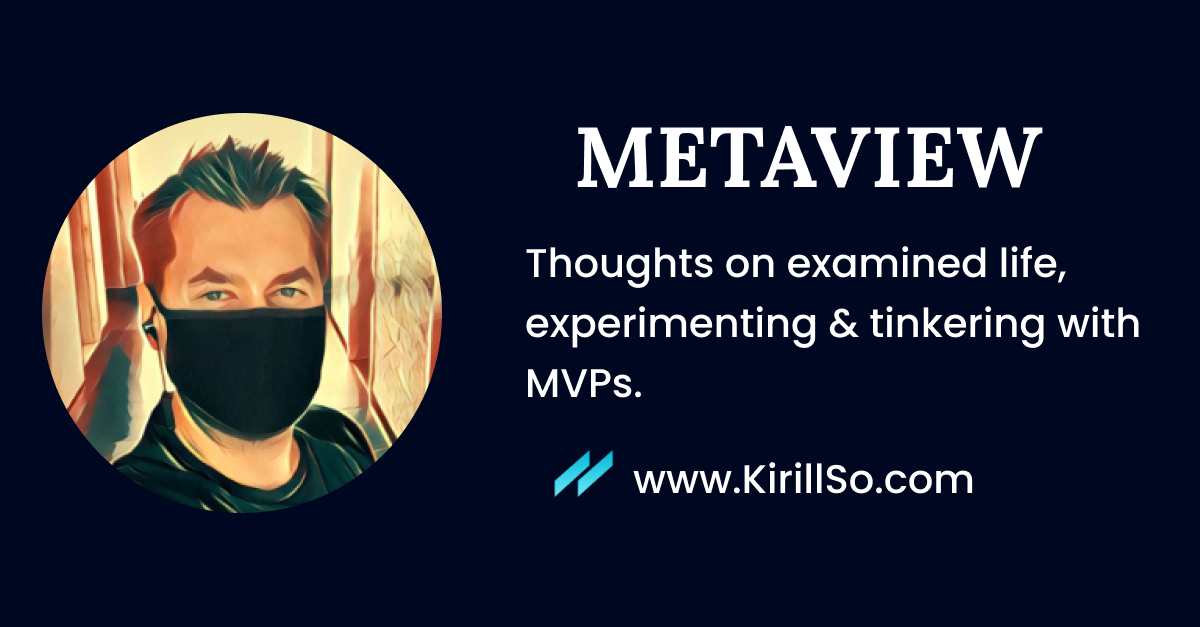 METAVIEW
Thoughts on examined life,
experimenting & tinkering with
MVPs.
www.KirillSo.com